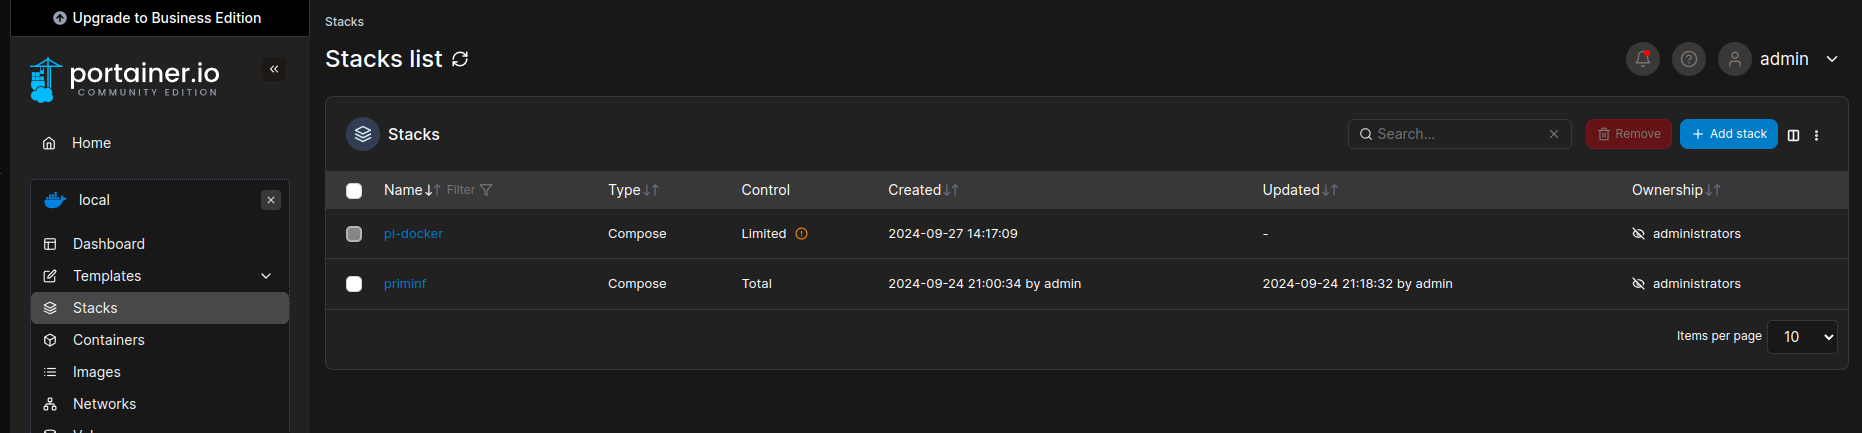 Upgrade to Business Edition
portainer.io
COMMUNITY EDITION
Home
local
Dashboard
Templates
Stacks
Containers
Images
Networks
Stacks
Stacks list
admin
Stacks
Search...
Remove
Add stack
Name Filter Type Control Created Updated Ownership
pi-docker Compose Limited 2024-09-27 14:17:09 - administrators
priminf Compose Total 2024-09-24 21:00:34 by admin 2024-09-24 21:18:32 by admin administrators
Items per page 10